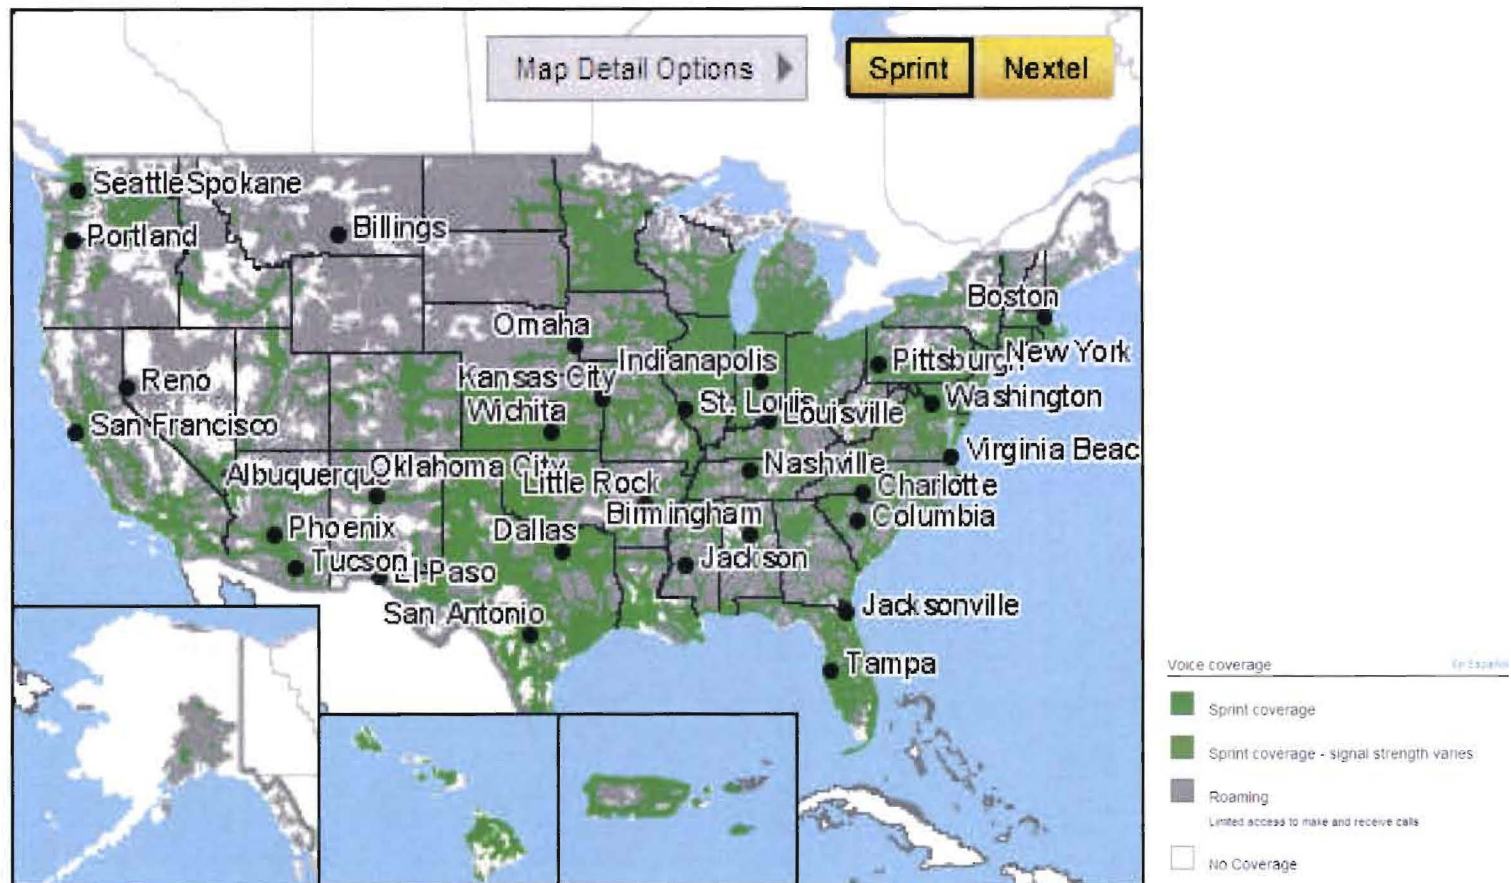 Map Detail Options
Sprint
Nextel
Seattle
Spokane
Portland
Billings
Boston
Omaha
Indianapolis
Pittsburgh
New York
Reno
Kansas City
St. Louis
Washington
San Francisco
Wichita
Louisville
Virginia Beac
Albuquerque
Oklahoma City
Nashville
Little Rock
Charlotte
Phoenix
Dallas
Birmingham
Columbia
Tucson
El Paso
Jackson
San Antonio
Jacksonville
Tampa
Voice coverage
En Español
Sprint coverage
Sprint coverage - signal strength varies
Roaming
Limited access to make and receive calls
No Coverage